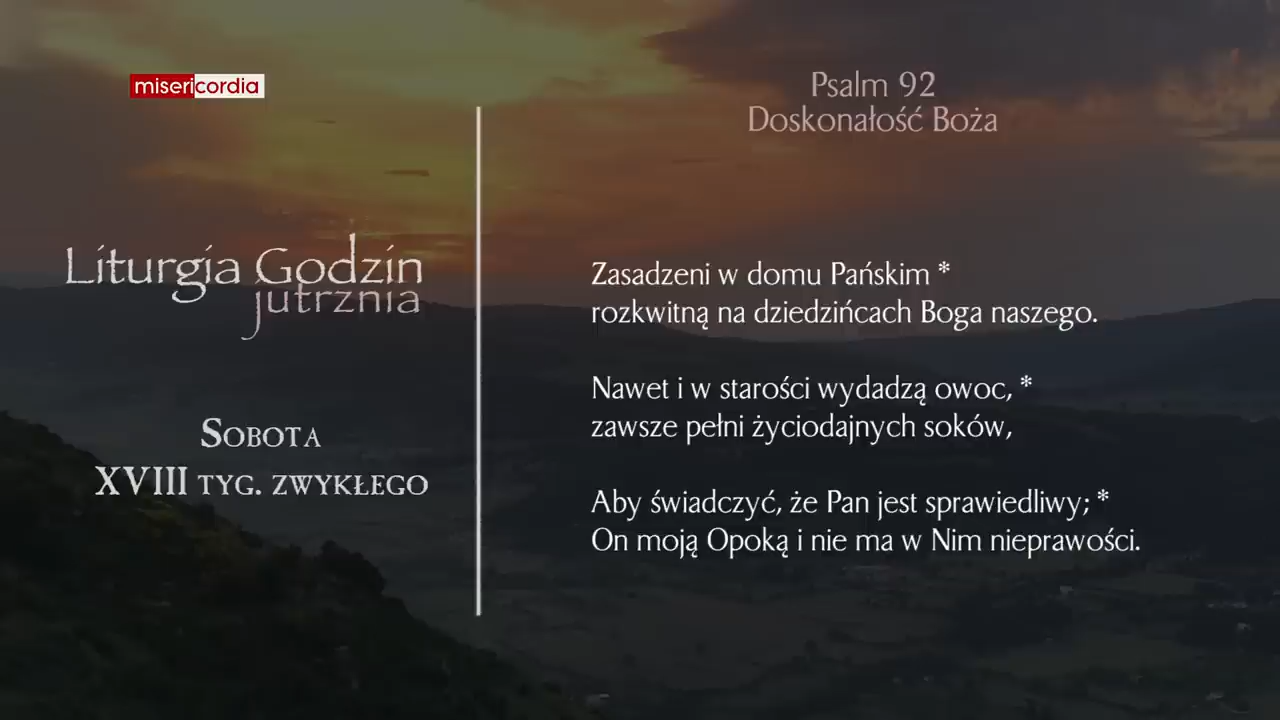 misericordia
Liturgia Godzin
jutrznia
Sobota
XVIII tyg. zwykłego
Psalm 92
Doskonałość Boża
Zasadzeni w domu Pańskim *
rozkwitną na dziedzińcach Boga naszego.
Nawet i w starości wydadzą owoc, *
zawsze pełni życiodajnych soków,
Aby świadczyć, że Pan jest sprawiedliwy; *
On moją Opoką i nie ma w Nim nieprawości.